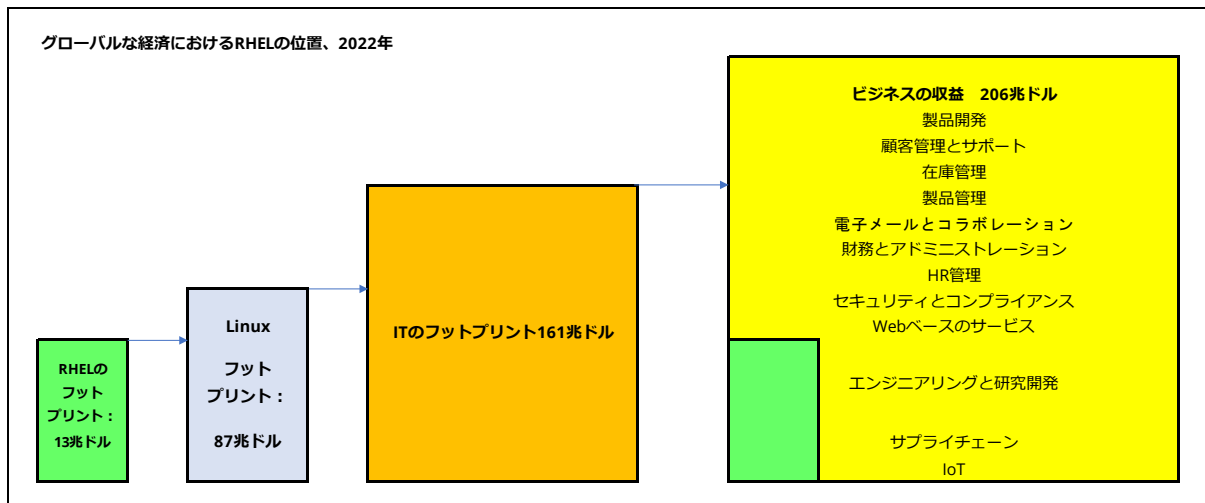 グローバルな経済におけるRHELの位置、2022年
RHELの
フット
プリント：
13兆ドル
Linux
フット
プリント：
87兆ドル
ITのフットプリント161兆ドル
ビジネスの収益　206兆ドル
製品開発
顧客管理とサポート
在庫管理
製品管理
電子メールとコラボレーション
財務とアドミニストレーション
HR管理
セキュリティとコンプライアンス
Webベースのサービス
エンジニアリングと研究開発
サプライチェーン
IoT